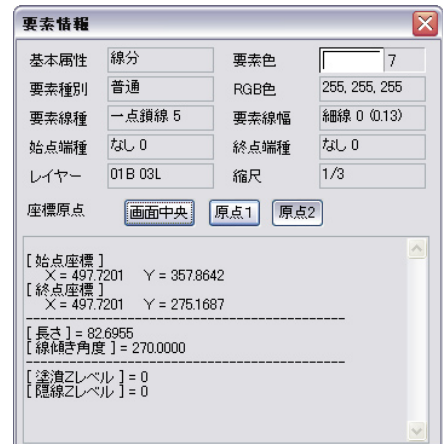 要素情報
基本属性 線分 要素色 7
要素種別 普通 RGB色 255, 255, 255
要素線種 一点鎖線 5 要素線幅 細線 0 (0.13)
始点端種 なし 0 終点端種 なし 0
レイヤー 01B 03L 縮尺 1/3
座標原点 画面中央 原点1 原点2
[ 始点座標 ]
X = 497.7201 Y = 357.8642
[ 終点座標 ]
X = 497.7201 Y = 275.1687
--------------------------------------------------
[ 長さ ] = 82.6955
[ 線傾き角度 ] = 270.0000
--------------------------------------------------
[ 塗潰Zレベル ] = 0
[ 隠線Zレベル ] = 0